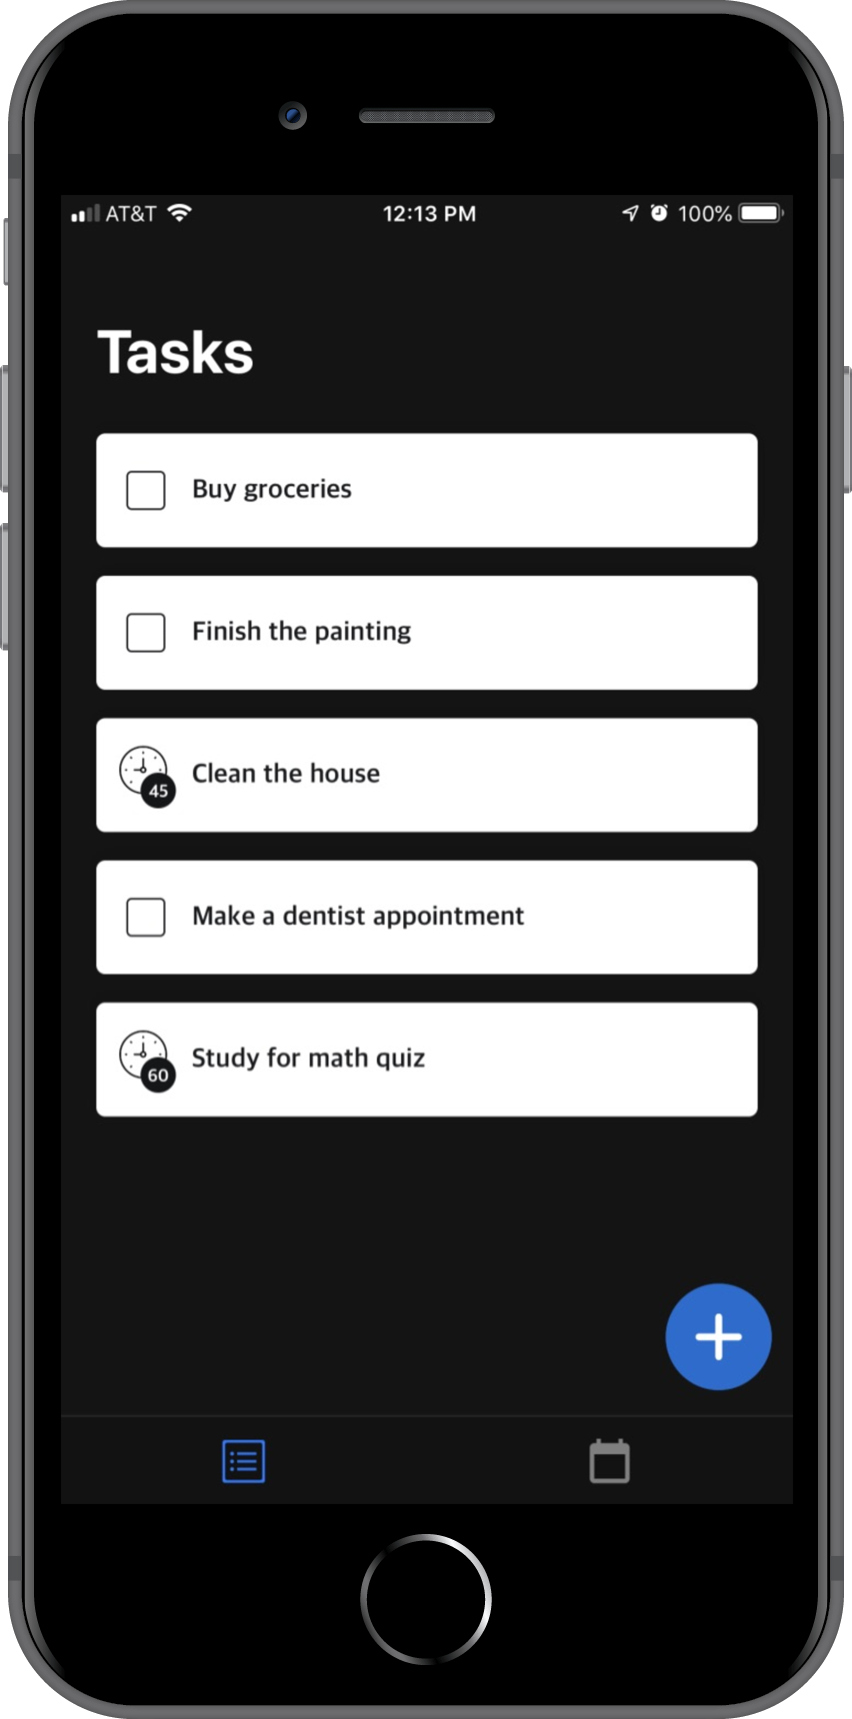 AT&T 12:13 PM 100%
Tasks
Buy groceries
Finish the painting
45 Clean the house
Make a dentist appointment
60 Study for math quiz